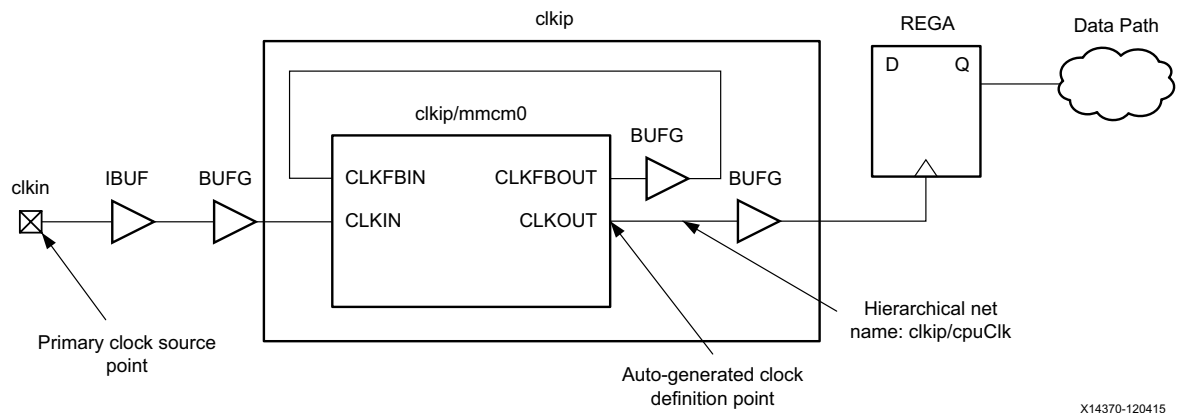 clkip
REGA
Data Path
D
Q
clkip/mmcm0
BUFG
clkin
IBUF
BUFG
CLKFBIN
CLKFBOUT
BUFG
CLKIN
CLKOUT
Primary clock source
point
Hierarchical net
name: clkip/cpuClk
Auto-generated clock
definition point
X14370-120415